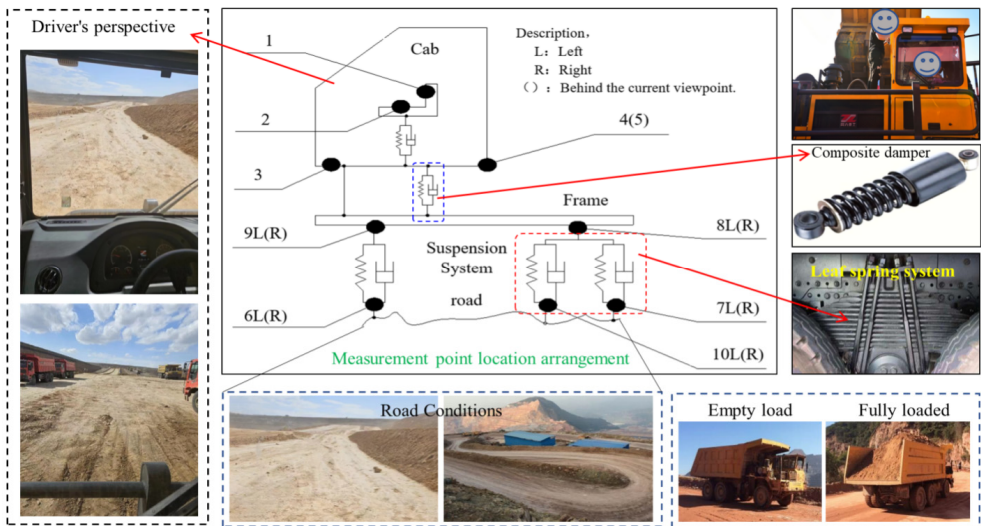 Driver's perspective
1
Cab
Description,
L: Left
R: Right
(): Behind the current viewpoint.
2
4(5)
3
Composite damper
Frame
9L(R)
8L(R)
Suspension
System
Leaf spring system
road
6L(R)
7L(R)
Measurement point location arrangement
10L(R)
Road Conditions
Empty load
Fully loaded